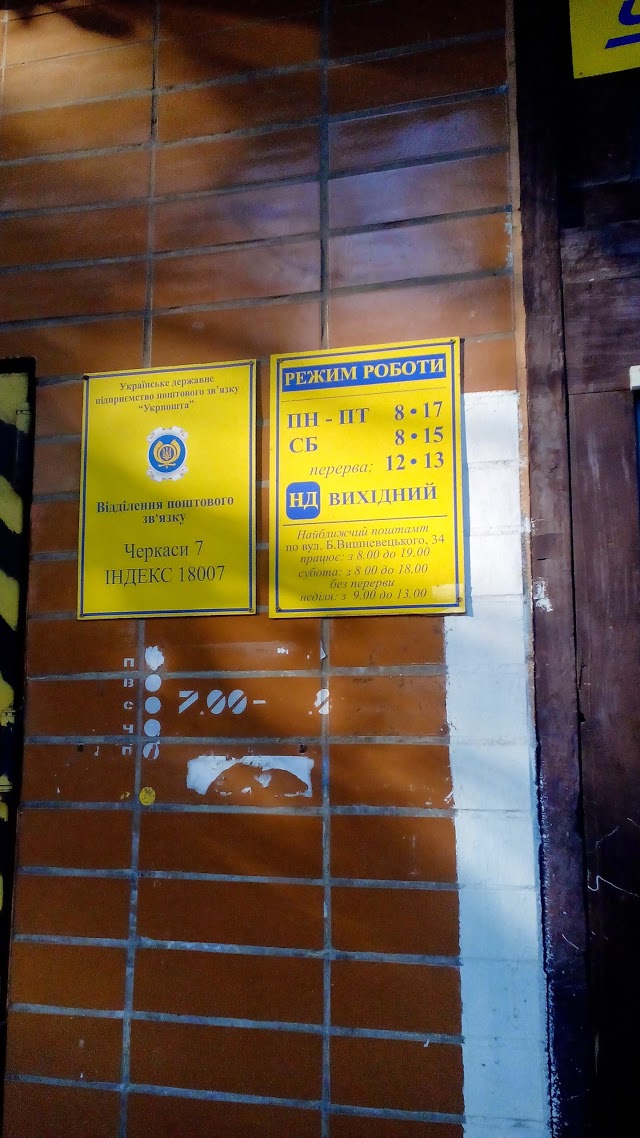 Українське державне
підприємство поштового зв'язку
"Укрпошта"
Відділення поштового
зв'язку
Черкаси 7
ІНДЕКС 18007
РЕЖИМ РОБОТИ
ПН - ПТ 8•17
СБ 8•15
перерва: 12•13
НД ВИХІДНИЙ
Найближчий поштамт
по вул. Б.Вишневецького, 34
працює: з 8.00 до 19.00
субота: з 8 00 до 18.00
без перерви
неділя: з 9.00 до 13.00
П
В
С 7.00-
Ч
П